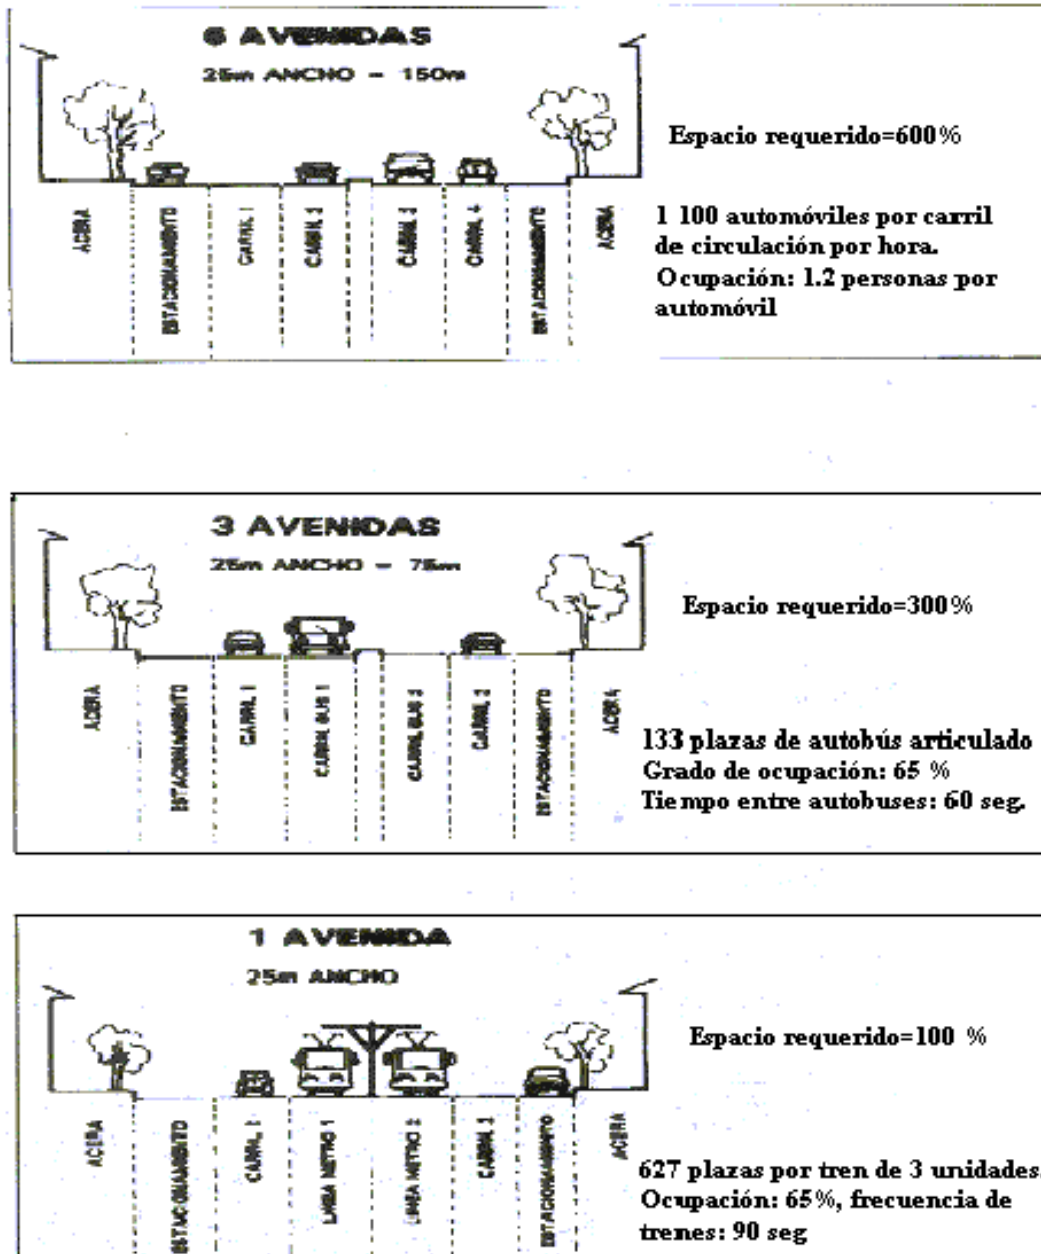 6 AVENIDAS
25m ANCHO - 150m
Espacio requerido=600%
1 100 automóviles por carril
de circulación por hora.
Ocupación: 1.2 personas por
automóvil
ACERA
ESTACIONAMIENTO
CARRIL 1
CARRIL 2
CARRIL 3
CARRIL 4
ESTACIONAMIENTO
ACERA
3 AVENIDAS
25m ANCHO - 75m
Espacio requerido=300%
133 plazas de autobús articulado
Grado de ocupación: 65 %
Tiempo entre autobuses: 60 seg.
ACERA
ESTACIONAMIENTO
CARRIL 1
CARRIL BUS 1
CARRIL BUS 2
CARRIL 2
ESTACIONAMIENTO
ACERA
1 AVENIDA
25m ANCHO
Espacio requerido=100 %
627 plazas por tren de 3 unidades.
Ocupación: 65%, frecuencia de
trenes: 90 seg
ACERA
ESTACIONAMIENTO
CARRIL 1
LINEA METRO 1
LINEA METRO 2
CARRIL 2
ESTACIONAMIENTO
ACERA